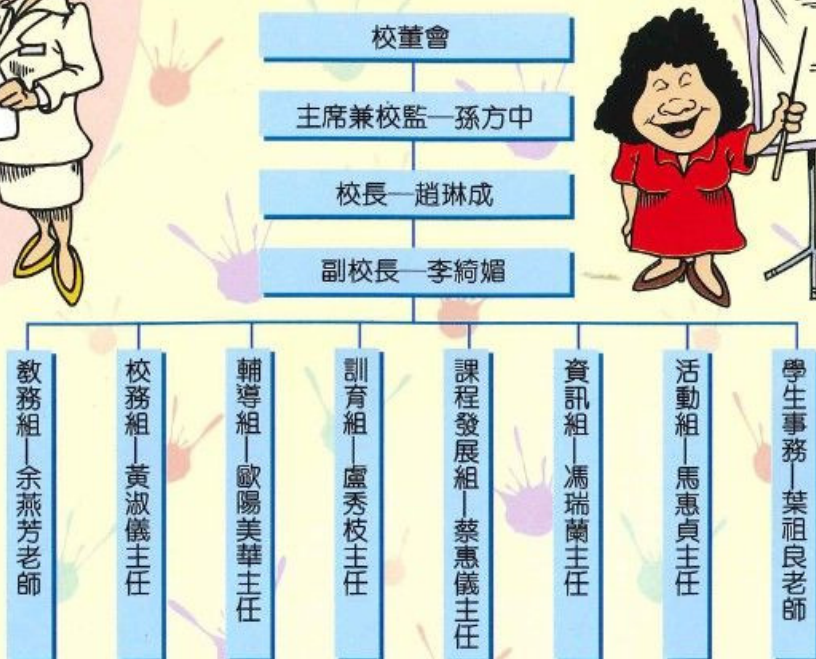 校董會
主席兼校監—孫方中
校長—趙琳成
副校長—李綺媚
教務組—余燕芳老師
校務組—黃淑儀主任
輔導組—歐陽美華主任
訓育組—盧秀枝主任
課程發展組—蔡惠儀主任
資訊組—馮瑞蘭主任
活動組—馬惠貞主任
學生事務—葉祖良老師